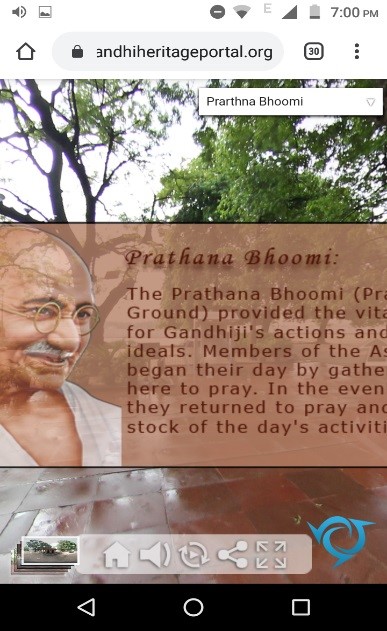 E
7:00 PM
andhiheritageportal.org
30
Prarthna Bhoomi
Prathana Bhoomi:
The Prathana Bhoomi (Pra
Ground) provided the vita
for Gandhiji's actions and
ideals. Members of the As
began their day by gathe
here to pray. In the even
they returned to pray and
stock of the day's activiti